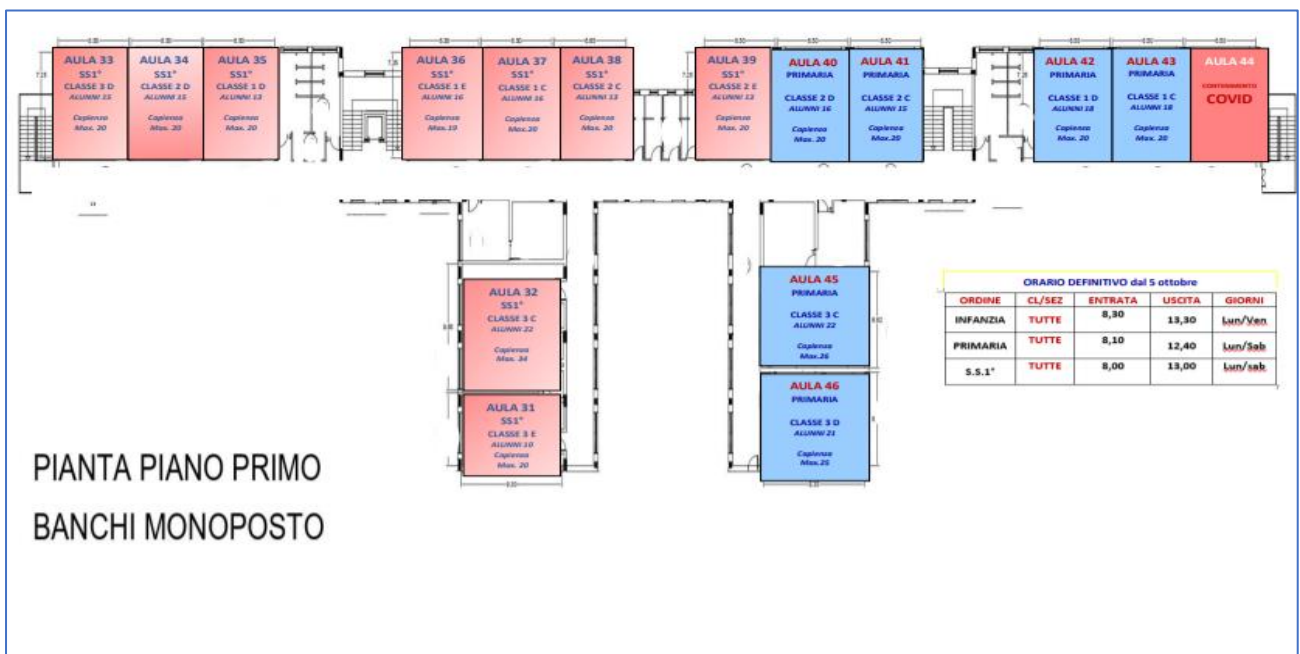 AULA 33
SS1°
CLASSE 3 D
ALUNNI 15
Capienza
Max. 20
AULA 34
SS1°
CLASSE 2 D
ALUNNI 15
Capienza
Max. 20
AULA 35
SS1°
CLASSE 1 D
ALUNNI 13
Capienza
Max. 20
AULA 36
SS1°
CLASSE 1 E
ALUNNI 16
Capienza
Max.19
AULA 37
SS1°
CLASSE 1 C
ALUNNI 16
Capienza
Max.20
AULA 38
SS1°
CLASSE 2 C
ALUNNI 13
Capienza
Max. 20
AULA 39
SS1°
CLASSE 2 E
ALUNNI 13
Capienza
Max. 20
AULA 40
PRIMARIA
CLASSE 2 D
ALUNNI 16
Capienza
Max. 20
AULA 41
PRIMARIA
CLASSE 2 C
ALUNNI 15
Capienza
Max.20
AULA 42
PRIMARIA
CLASSE 1 D
ALUNNI 18
Capienza
Max. 20
AULA 43
PRIMARIA
CLASSE 1 C
ALUNNI 18
Capienza
Max. 20
AULA 44
CONTENIMENTO
COVID
AULA 32
SS1°
CLASSE 3 C
ALUNNI 22
Capienza
Max. 34
AULA 31
SS1°
CLASSE 3 E
ALUNNI 10
Capienza
Max. 20
AULA 45
PRIMARIA
CLASSE 3 C
ALUNNI 22
Capienza
Max.26
AULA 46
PRIMARIA
CLASSE 3 D
ALUNNI 21
Capienza
Max.25
ORARIO DEFINITIVO dal 5 ottobre
ORDINE CL/SEZ ENTRATA USCITA GIORNI
INFANZIA TUTTE 8,30 13,30 Lun/Ven
PRIMARIA TUTTE 8,10 12,40 Lun/Sab
S.S.1° TUTTE 8,00 13,00 Lun/sab
PIANTA PIANO PRIMO
BANCHI MONOPOSTO